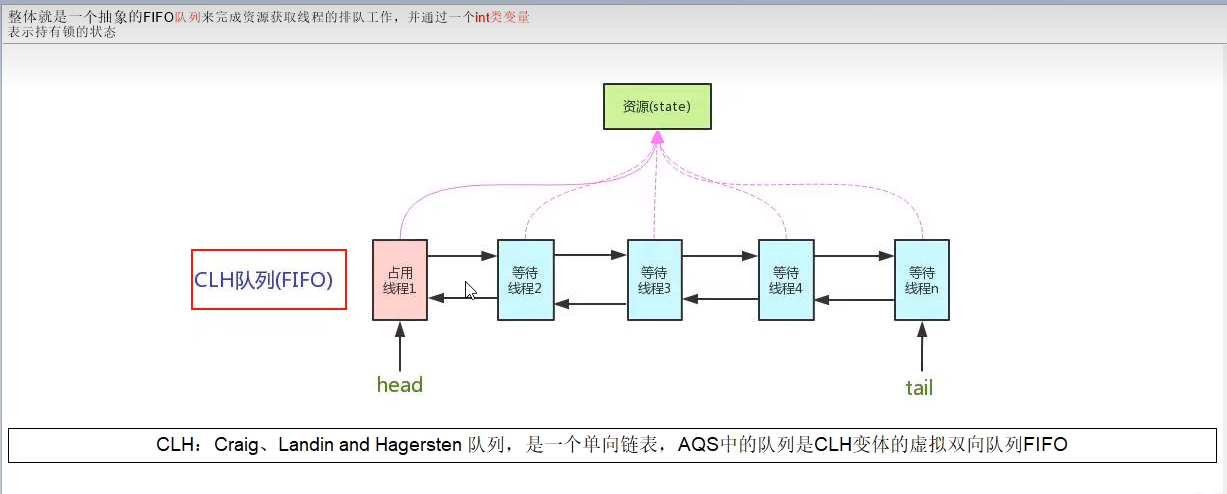 整体就是一个抽象的FIFO队列来完成资源获取线程的排队工作，并通过一个int类变量
表示持有锁的状态
资源(state)
CLH队列(FIFO)
占用
线程1
等待
线程2
等待
线程3
等待
线程4
等待
线程n
head
tail
CLH：Craig、Landin and Hagersten 队列，是一个单向链表，AQS中的队列是CLH变体的虚拟双向队列FIFO